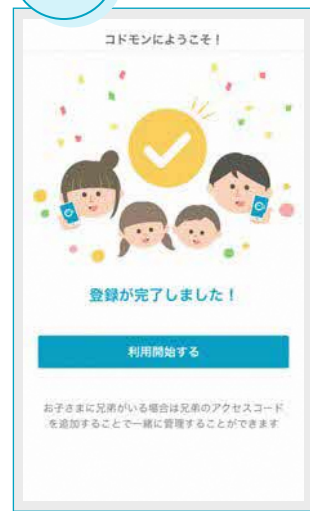 コドモンにようこそ！
登録が完了しました！
利用開始する
お子さまに兄弟がいる場合は兄弟のアクセスコード
を追加することで一緒に管理することができます